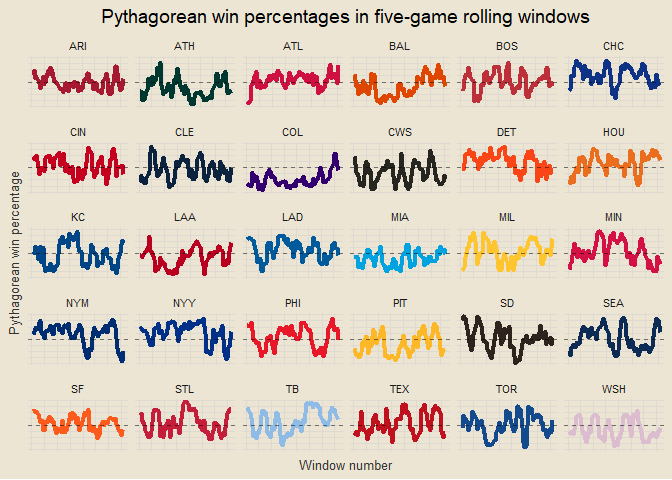 Pythagorean win percentages in five-game rolling windows
ARI ATH ATL BAL BOS CHC
CIN CLE COL CWS DET HOU
KC LAA LAD MIA MIL MIN
NYM NYY PHI PIT SD SEA
SF STL TB TEX TOR WSH
Pythagorean win percentage
Window number